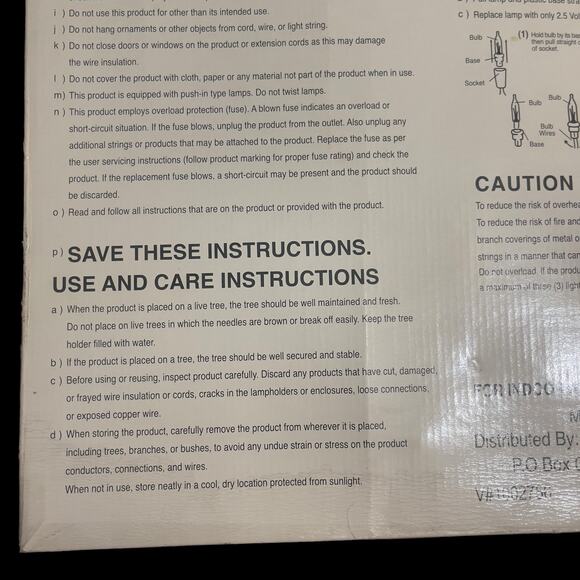 i ) Do not use this product for other than its intended use.
j ) Do not hang ornaments or other objects from cord, wire, or light string.
k ) Do not close doors or windows on the product or extension cords as this may damage
the wire insulation.
l ) Do not cover the product with cloth, paper or any material not part of the product when in use.
m) This product is equipped with push-in type lamps. Do not twist lamps.
n ) This product employs overload protection (fuse). A blown fuse indicates an overload or
short-circuit situation. If the fuse blows, unplug the product from the outlet. Also unplug any
additional strings or products that may be attached to the product. Replace the fuse as per
the user servicing instructions (follow product marking for proper fuse rating) and check the
product. If the replacement fuse blows, a short-circuit may be present and the product should
be discarded.
o ) Read and follow all instructions that are on the product or provided with the product.
p ) SAVE THESE INSTRUCTIONS.
USE AND CARE INSTRUCTIONS
a ) When the product is placed on a live tree, the tree should be well maintained and fresh.
Do not place on live trees in which the needles are brown or break off easily. Keep the tree
holder filled with water.
b ) If the product is placed on a tree, the tree should be well secured and stable.
c ) Before using or reusing, inspect product carefully. Discard any products that have cut, damaged,
or frayed wire insulation or cords, cracks in the lampholders or enclosures, loose connections,
or exposed copper wire.
d ) When storing the product, carefully remove the product from wherever it is placed,
including trees, branches, or bushes, to avoid any undue strain or stress on the product
conductors, connections, and wires.
When not in use, store neatly in a cool, dry location protected from sunlight.
c ) Replace lamp with only 2.5 Vol
Bulb
(1) Hold bulb by its bas
then pull straight o
of socket.
Base
Socket
Bulb
Bulb
Bulb
Wires
Base
CAUTION
To reduce the risk of overhea
To reduce the risk of fire and
branch coverings of metal o
strings in a manner that can
Do not overload. If the produ
a maximum of three (3) light
FOR INDOO
Distributed By:
P.O Box